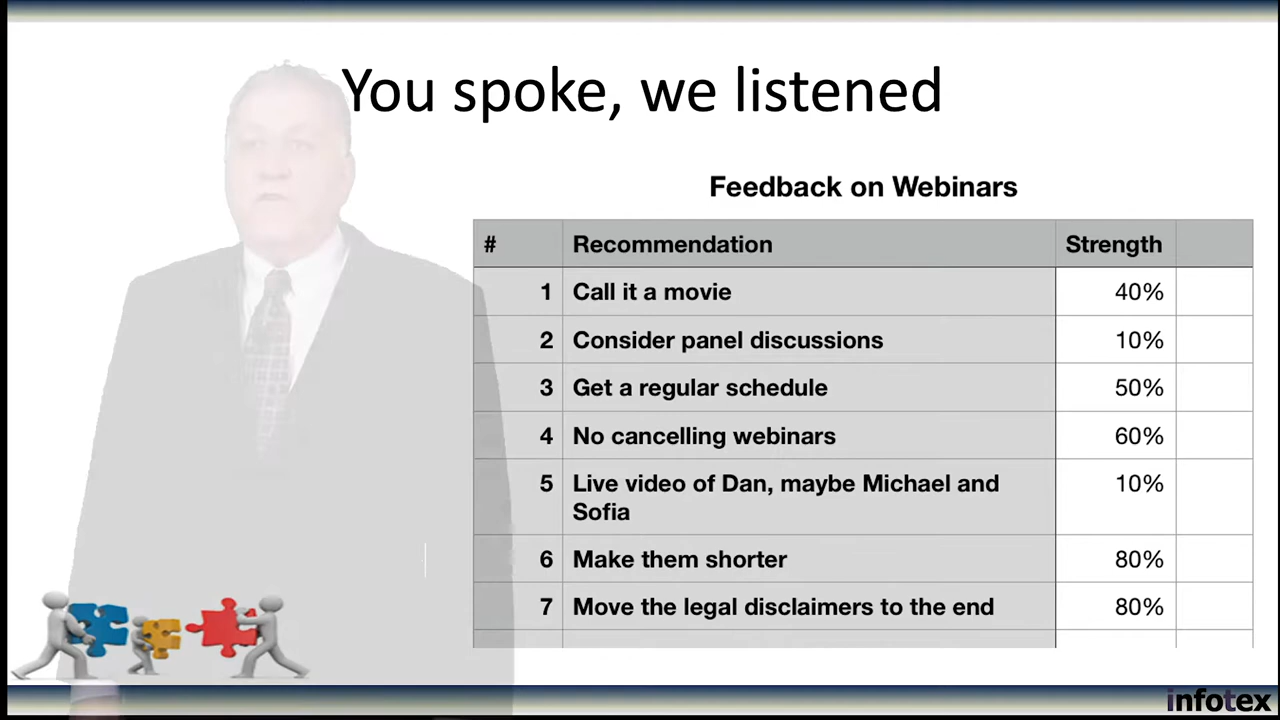 You spoke, we listened
Feedback on Webinars
# Recommendation Strength
1 Call it a movie 40%
2 Consider panel discussions 10%
3 Get a regular schedule 50%
4 No cancelling webinars 60%
5 Live video of Dan, maybe Michael and 10%
Sofia
6 Make them shorter 80%
7 Move the legal disclaimers to the end 80%
infotex